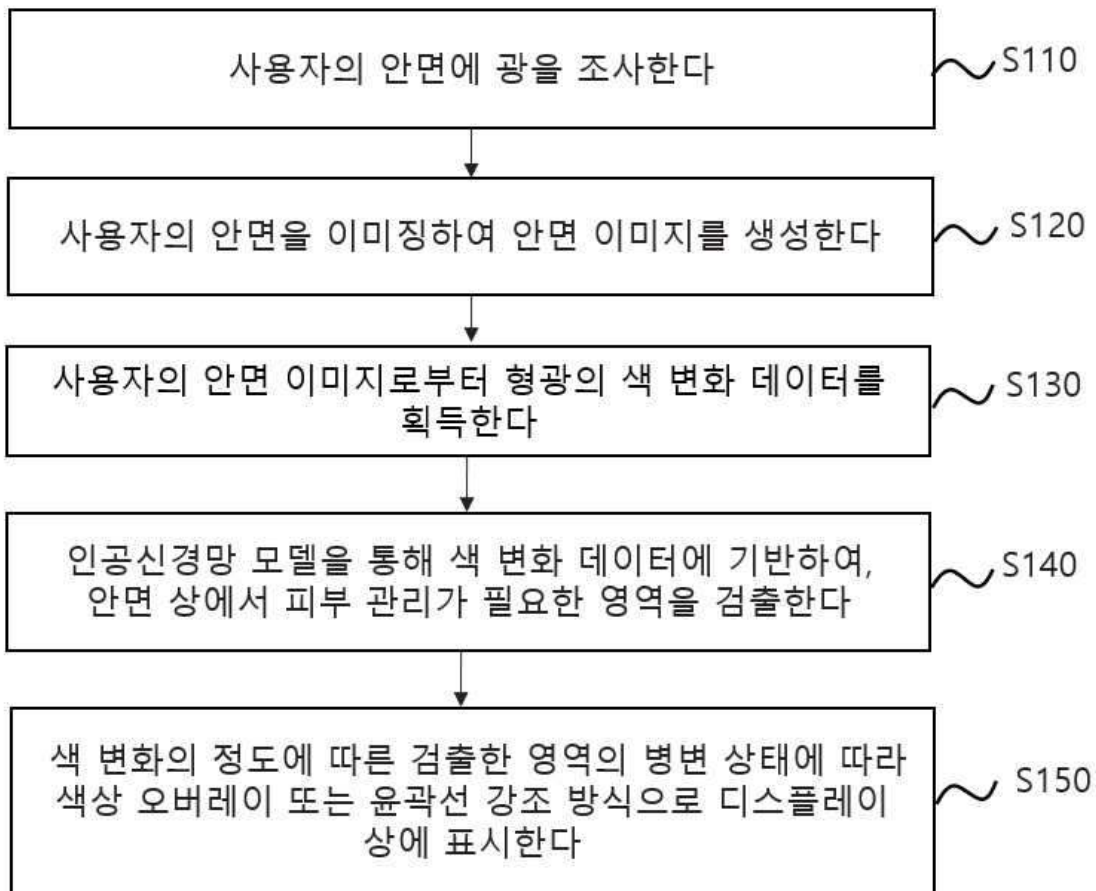 사용자의 안면에 광을 조사한다
S110
사용자의 안면을 이미징하여 안면 이미지를 생성한다
S120
사용자의 안면 이미지로부터 형광의 색 변화 데이터를
획득한다
S130
인공신경망 모델을 통해 색 변화 데이터에 기반하여,
안면 상에서 피부 관리가 필요한 영역을 검출한다
S140
색 변화의 정도에 따른 검출한 영역의 병변 상태에 따라
색상 오버레이 또는 윤곽선 강조 방식으로 디스플레이
상에 표시한다
S150